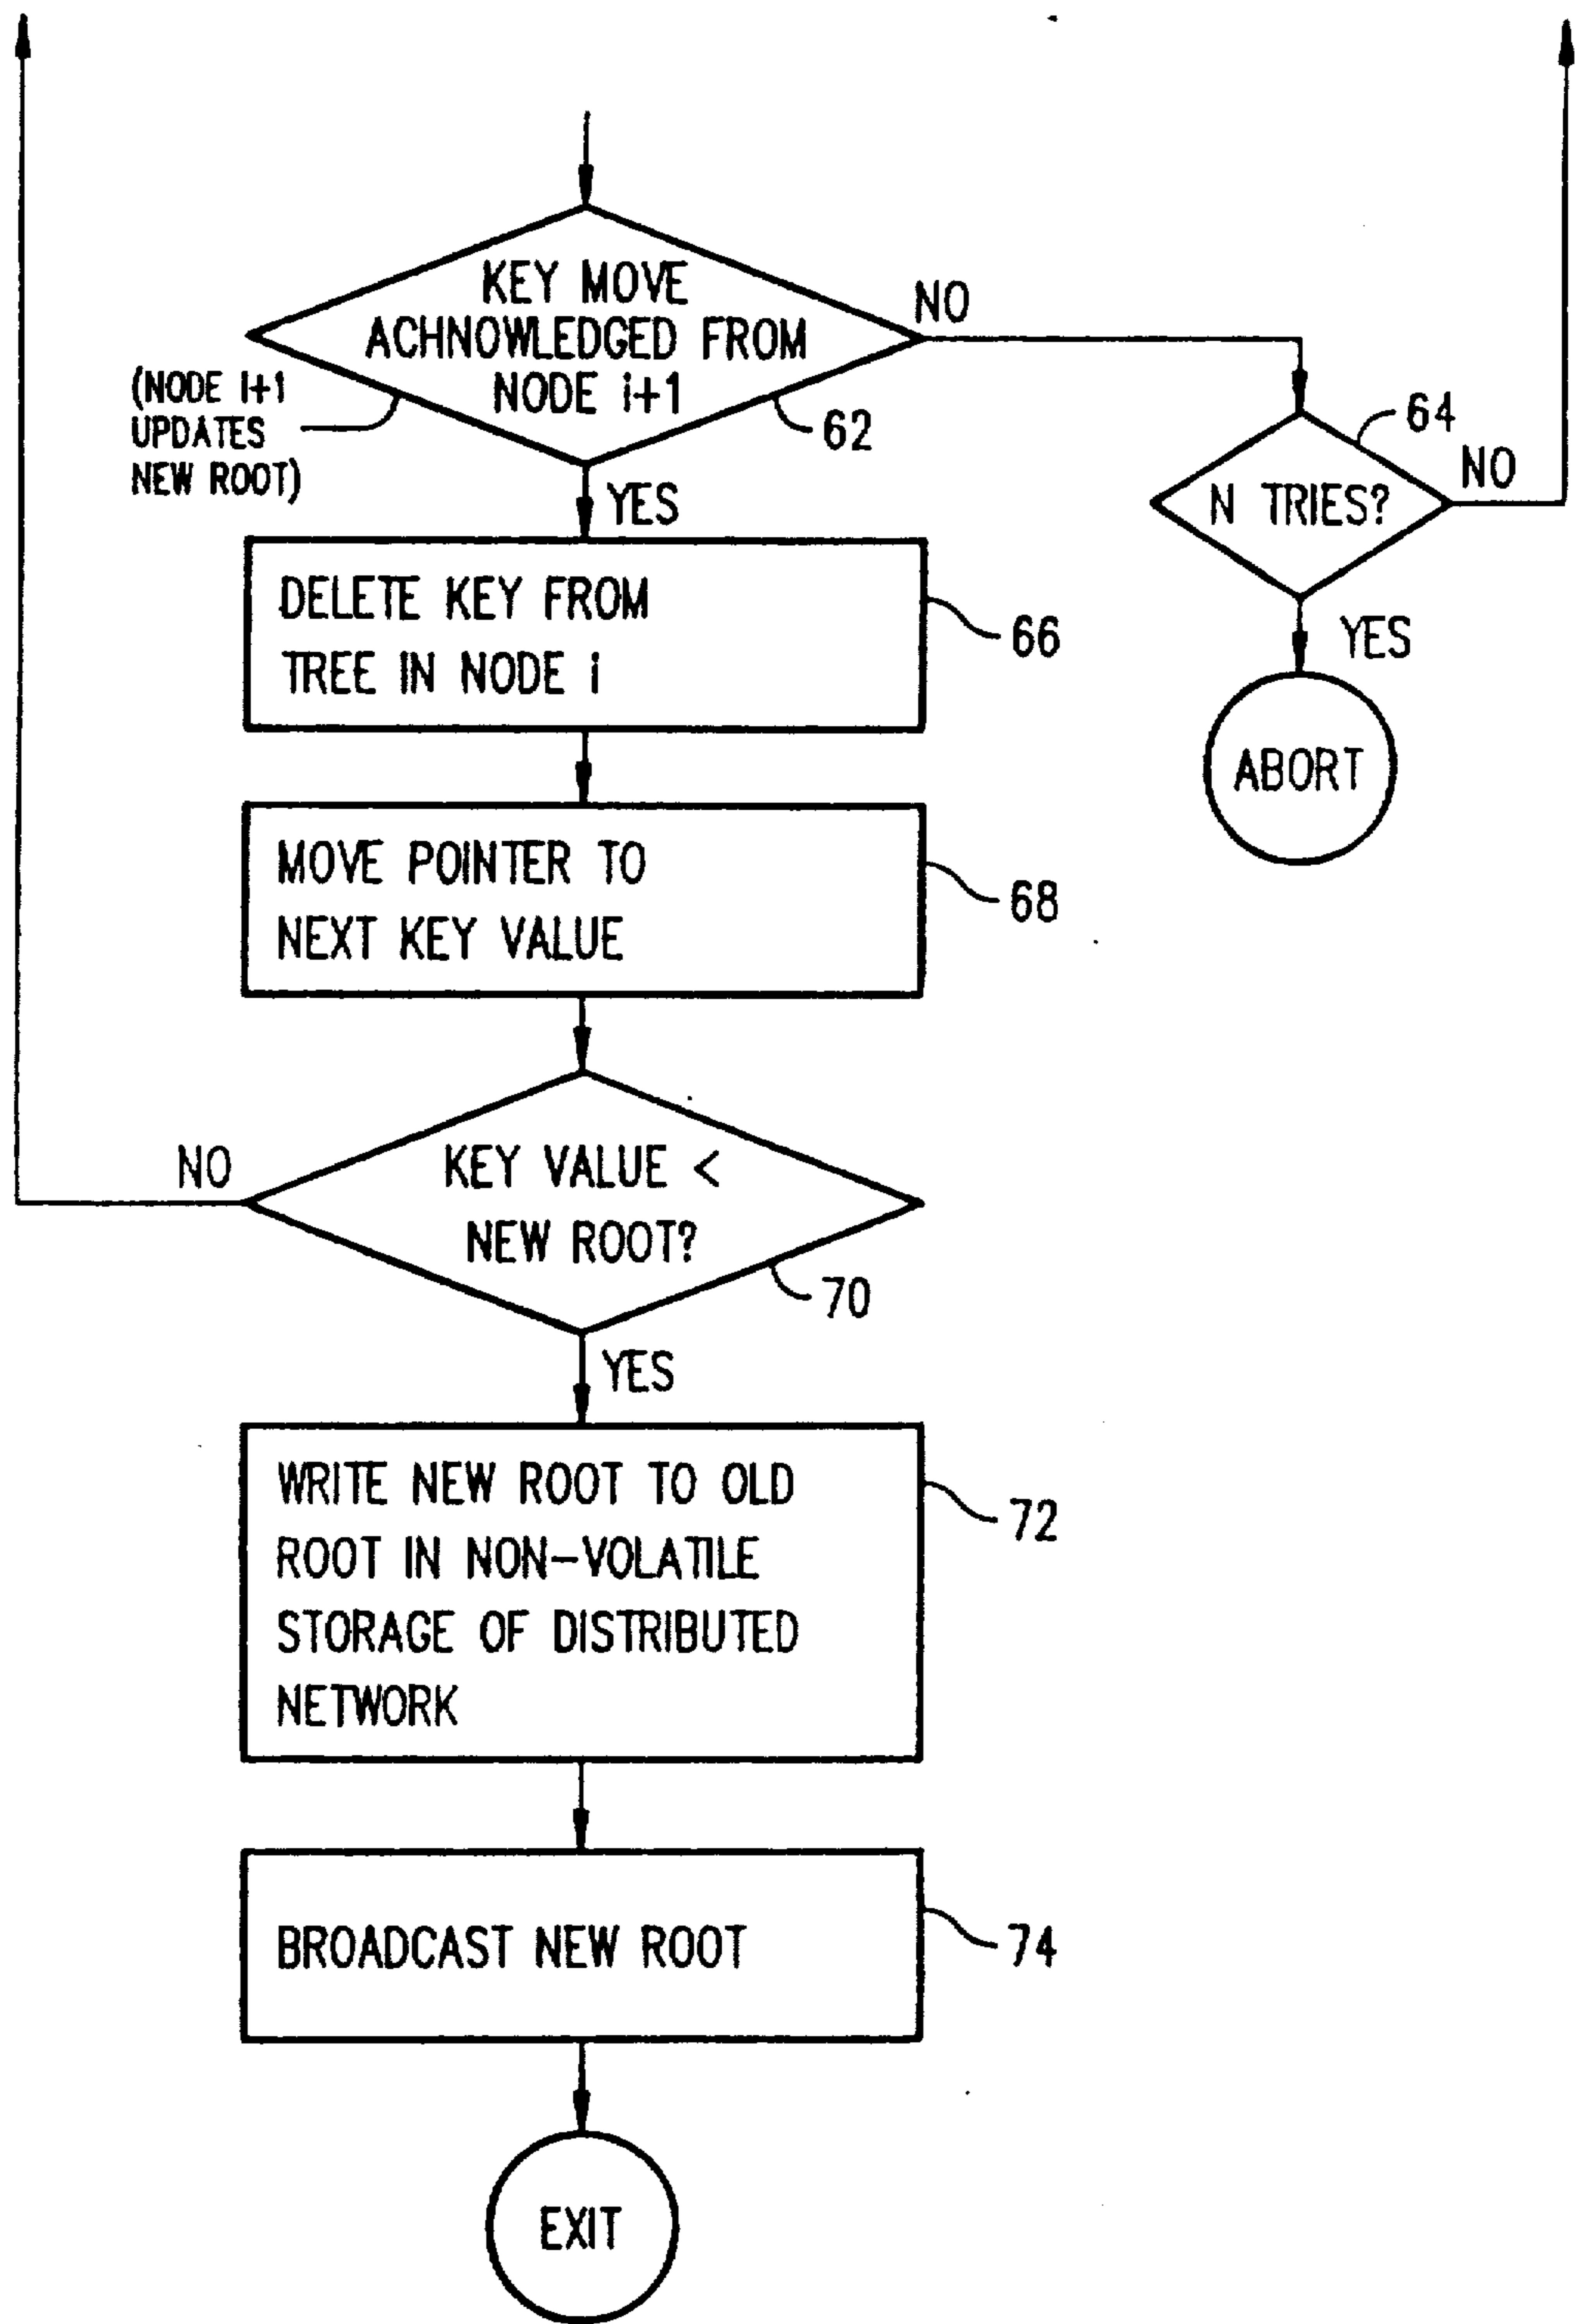 KEY MOVE
ACHNOWLEDGED FROM
NODE i+1
NO
(NODE i+1
UPDATES
NEW ROOT)
62
64
YES
N TRIES?
NO
DELETE KEY FROM
TREE IN NODE i
66
YES
ABORT
MOVE POINTER TO
NEXT KEY VALUE
68
NO
KEY VALUE <
NEW ROOT?
70
YES
WRITE NEW ROOT TO OLD
ROOT IN NON-VOLATILE
STORAGE OF DISTRIBUTED
NETWORK
72
BROADCAST NEW ROOT
74
EXIT